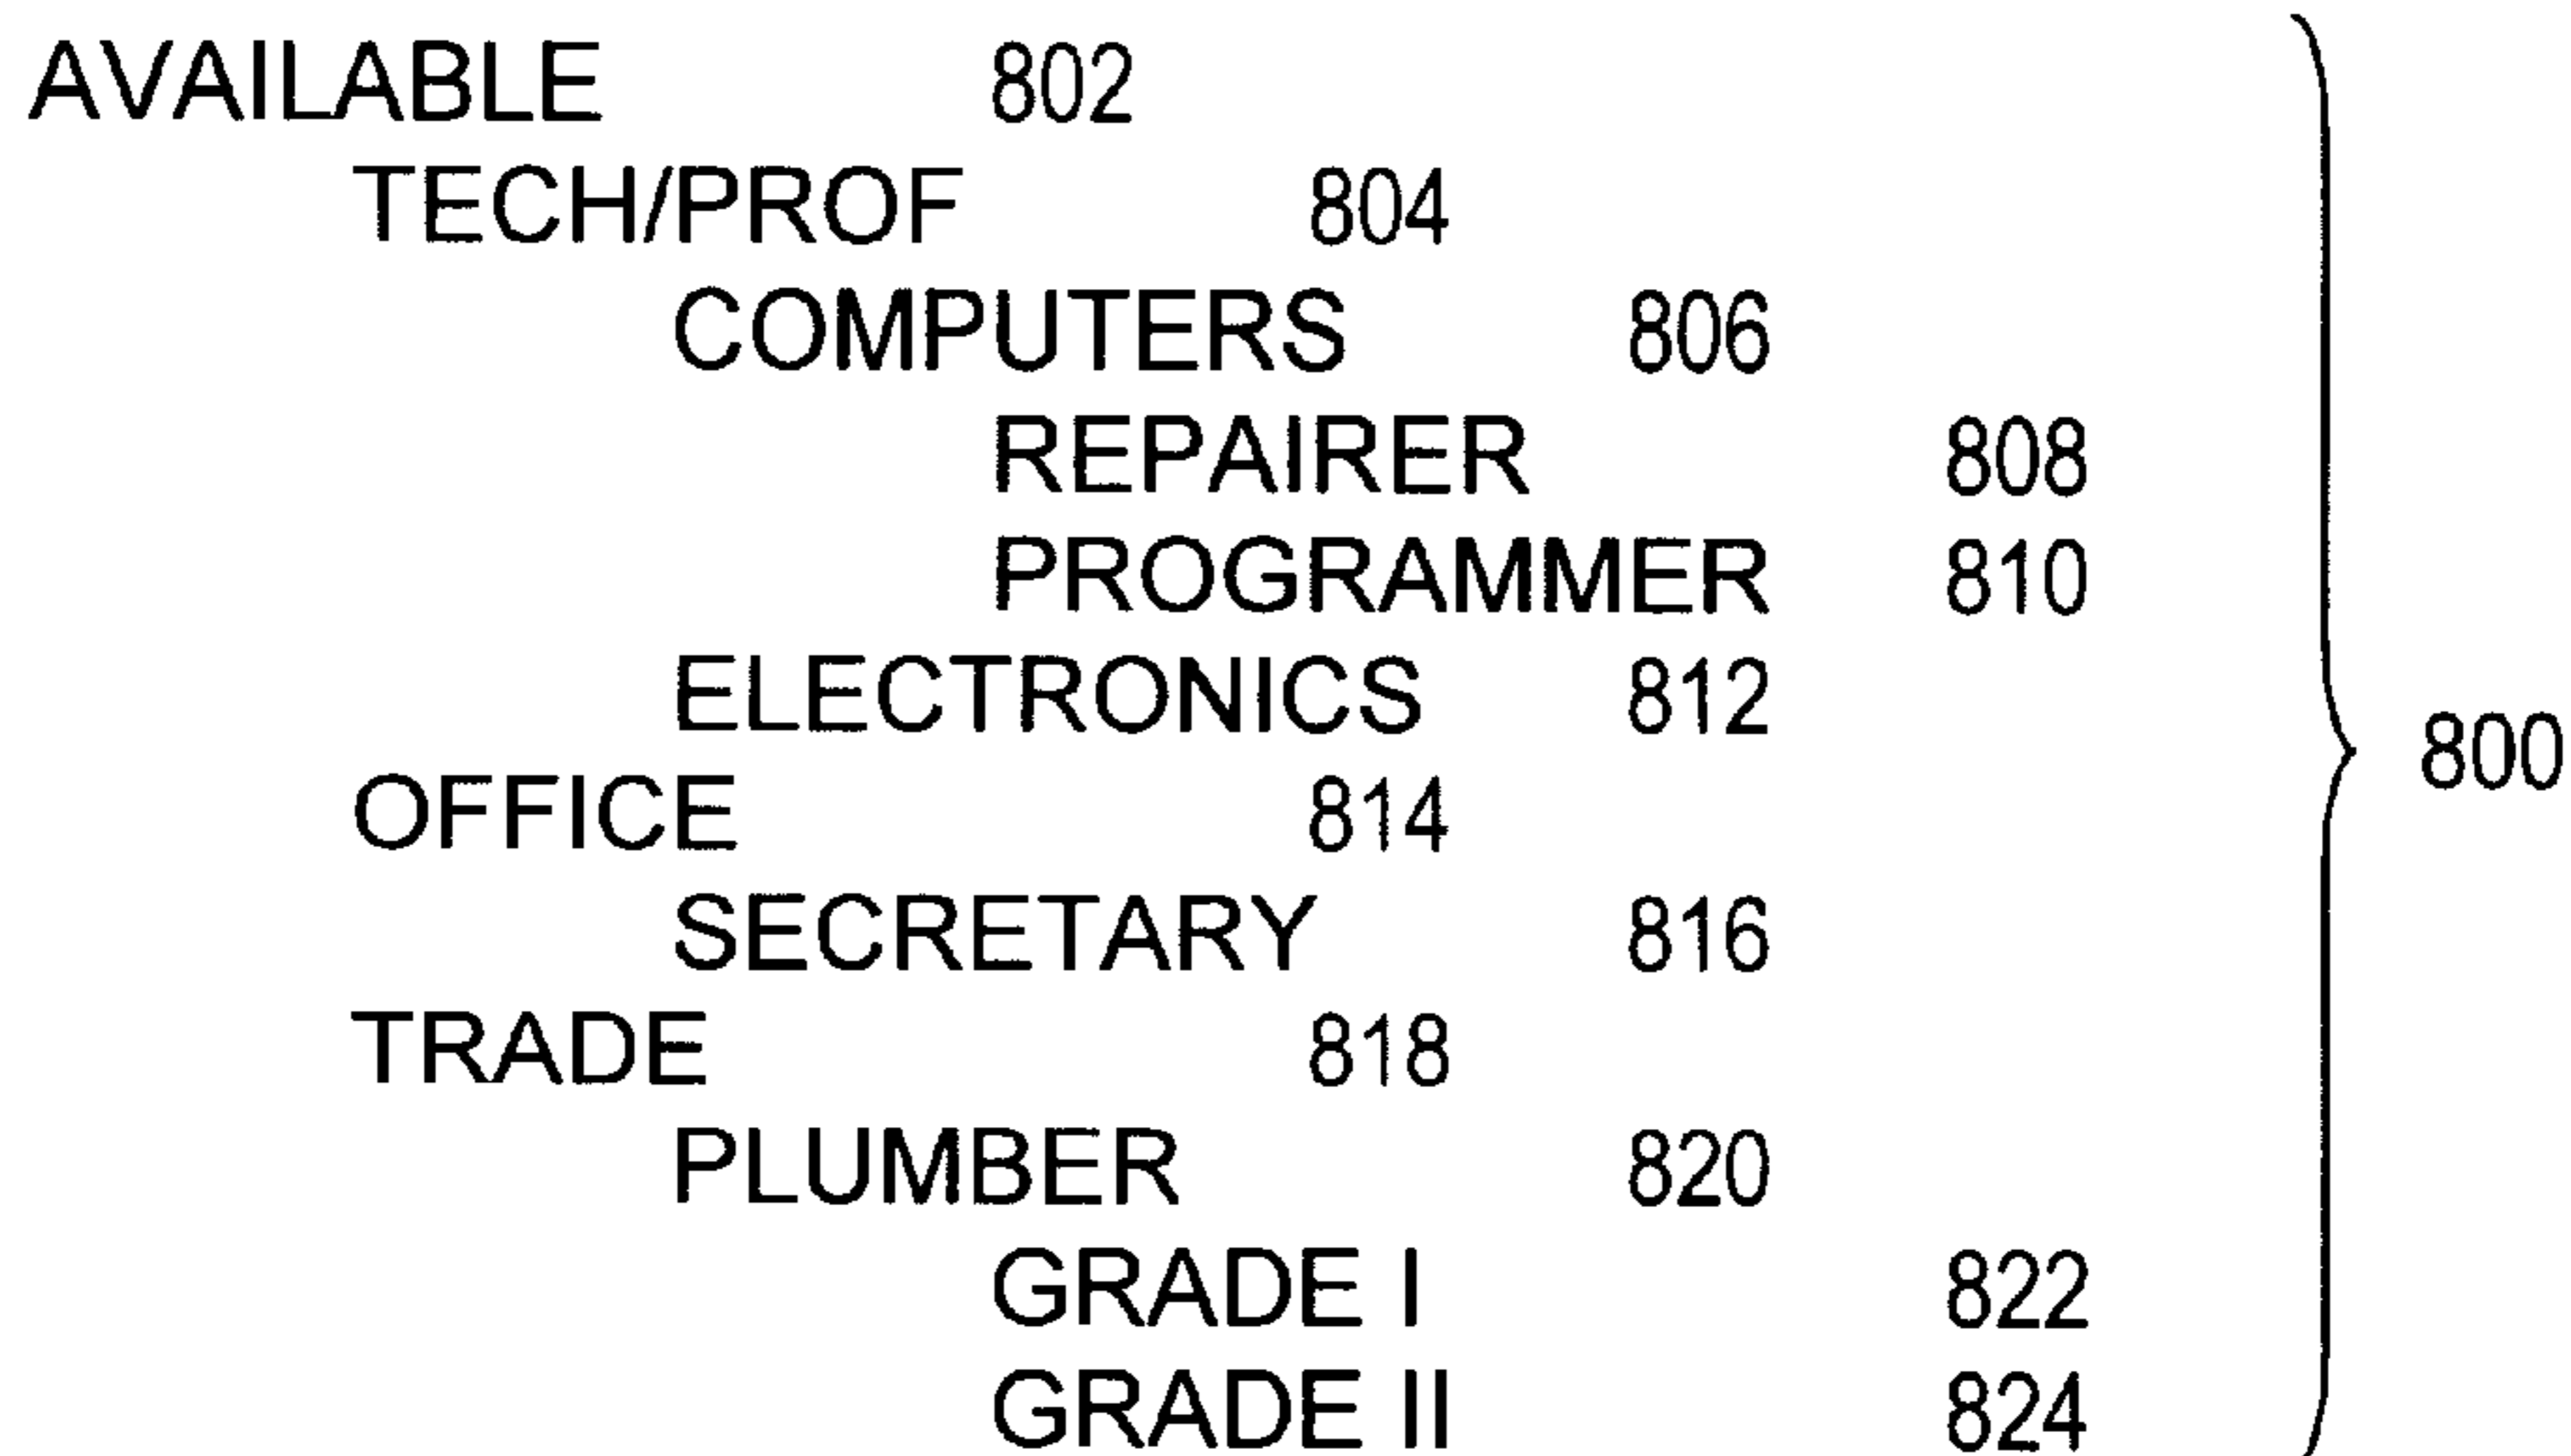 AVAILABLE 802
TECH/PROF 804
COMPUTERS 806
REPAIRER 808
PROGRAMMER 810
ELECTRONICS 812
800
OFFICE 814
SECRETARY 816
TRADE 818
PLUMBER 820
GRADE I 822
GRADE II 824